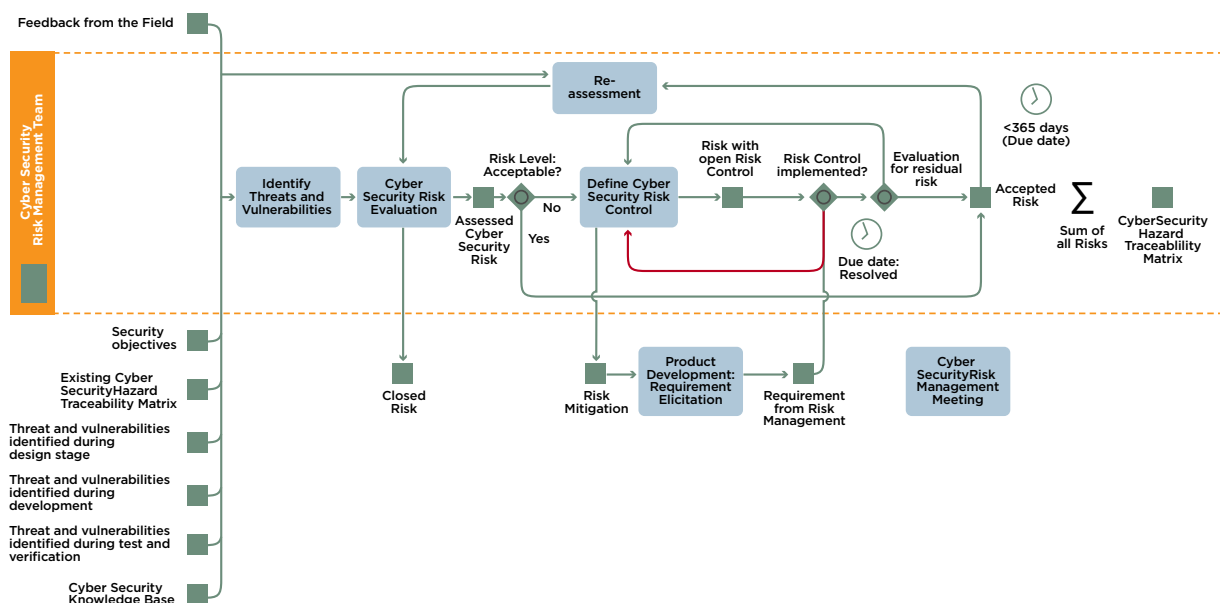 Feedback from the Field
Cyber Security
Risk Management Team
Re-
assessment
<365 days
(Due date)
Identify
Threats and
Vulnerabilities
Cyber
Security Risk
Evaluation
Risk Level:
Acceptable?
Assessed
Cyber
Security
Risk
No
Yes
Define Cyber
Security Risk
Control
Risk with
open Risk
Control
Risk Control
implemented?
Evaluation
for residual
risk
Due date:
Resolved
Accepted
Risk
Σ
Sum of
all Risks
CyberSecurity
Hazard
Traceablility
Matrix
Security
objectives
Existing Cyber
SecurityHazard
Traceability Matrix
Threat and vulnerabilities
identified during
design stage
Threat and vulnerabilities
identified during
development
Threat and vulnerabilities
identified during test and
verification
Cyber Security
Knowledge Base
Closed
Risk
Risk
Mitigation
Product
Development:
Requirement
Elicitation
Requirement
from Risk
Management
Cyber
SecurityRisk
Management
Meeting